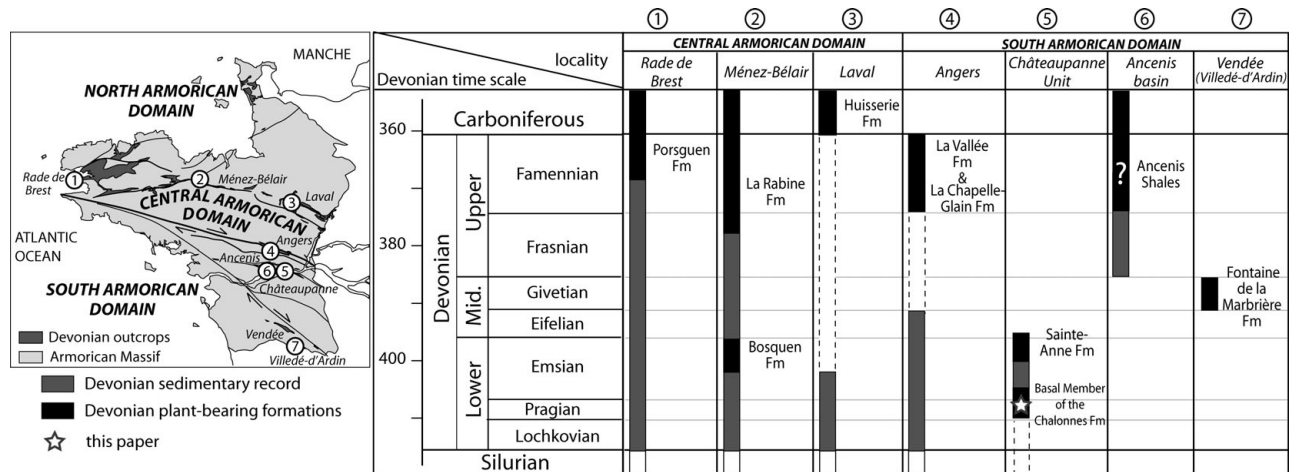 MANCHE
NORTH ARMORICAN
DOMAIN
Rade de
Brest
1
2
Ménez-Bélair
3
Laval
CENTRAL ARMORICAN
DOMAIN
ATLANTIC
OCEAN
Angers
4
Ancenis
6
5
Châteaupanne
SOUTH ARMORICAN
DOMAIN
Vendée
7
Villedé-d'Ardin
Devonian outcrops
Armorican Massif
Devonian sedimentary record
Devonian plant-bearing formations
this paper
1 2 3 4 5 6 7
locality
Devonian time scale
CENTRAL ARMORICAN DOMAIN
SOUTH ARMORICAN DOMAIN
Rade de
Brest
Ménez-Bélair
Laval
Angers
Châteaupanne
Unit
Ancenis
basin
Vendée
(Villedé-d'Ardin)
360
380
400
Carboniferous
Devonian
Upper
Mid.
Lower
Famennian
Frasnian
Givetian
Eifelian
Emsian
Pragian
Lochkovian
Silurian
Porsguen
Fm
La Rabine
Fm
Bosquen
Fm
Huisserie
Fm
La Vallée
Fm
&
La Chapelle-
Glain Fm
Sainte-
Anne Fm
Basal Member
of the
Chalonnes Fm
?
Ancenis
Shales
Fontaine
de la
Marbrière
Fm